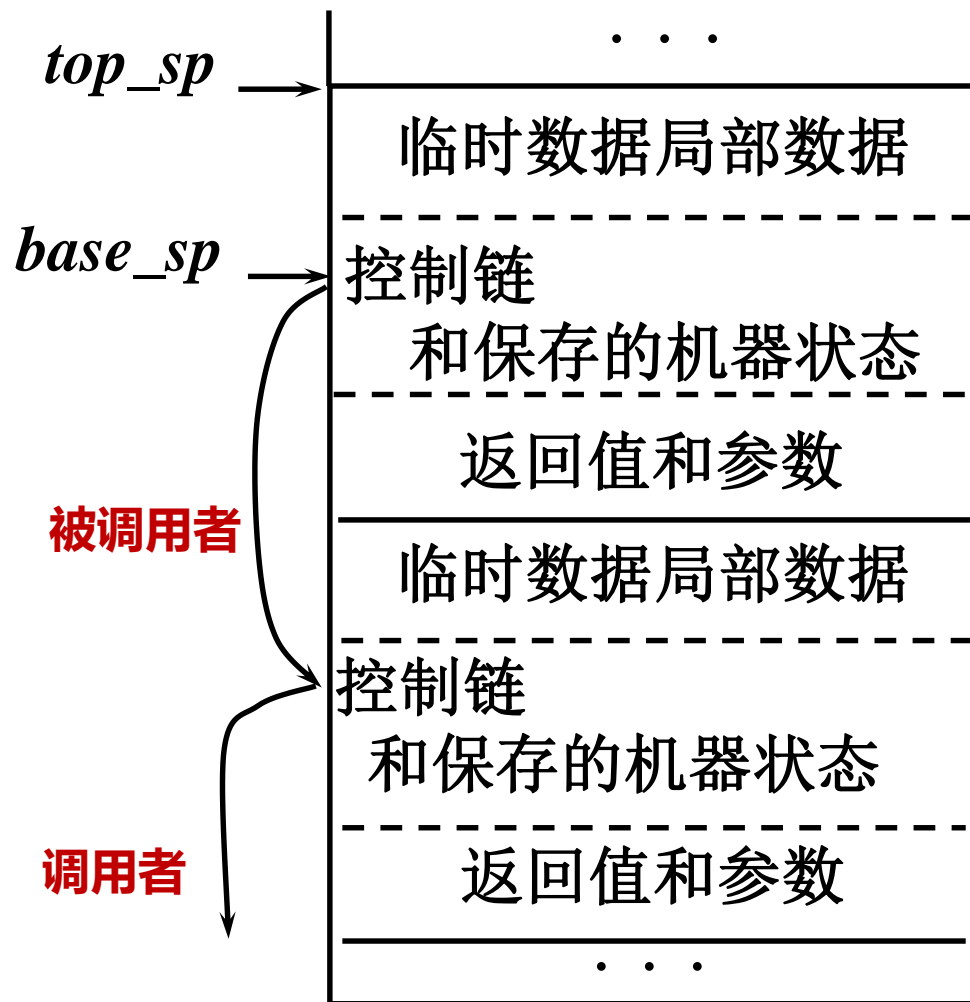 . . .
top_sp
临时数据局部数据
base_sp
控制链
和保存的机器状态
返回值和参数
被调用者
临时数据局部数据
控制链
和保存的机器状态
调用者
返回值和参数
. . .